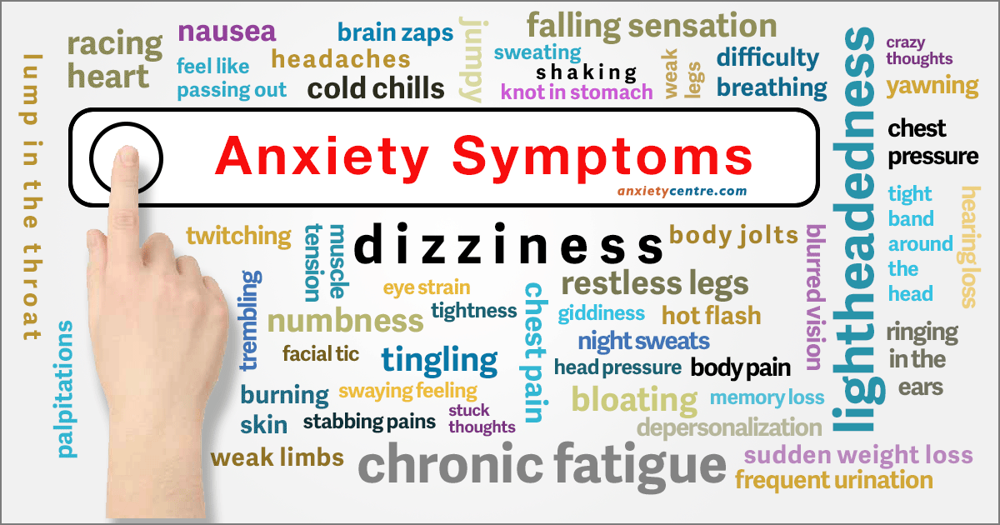 racing
heart
nausea
feel like
passing out
brain zaps
headaches
cold chills
jumpy
falling sensation
sweating
shaking
knot in stomach
weak
legs
difficulty
breathing
lightheadedness
crazy
thoughts
yawning
chest
pressure
tight
band
around
the
head
hearing loss
ringing
in the
ears
lump in the throat
Anxiety Symptoms
anxietycentre.com
twitching
muscle
tension
dizziness
body jolts
blurred vision
trembling
eye strain
restless legs
numbness
tightness
chest pain
giddiness
hot flash
night sweats
facial tic
tingling
head pressure
body pain
palpitations
burning
skin
swaying feeling
stabbing pains
stuck
thoughts
bloating
memory loss
depersonalization
weak limbs
chronic fatigue
sudden weight loss
frequent urination